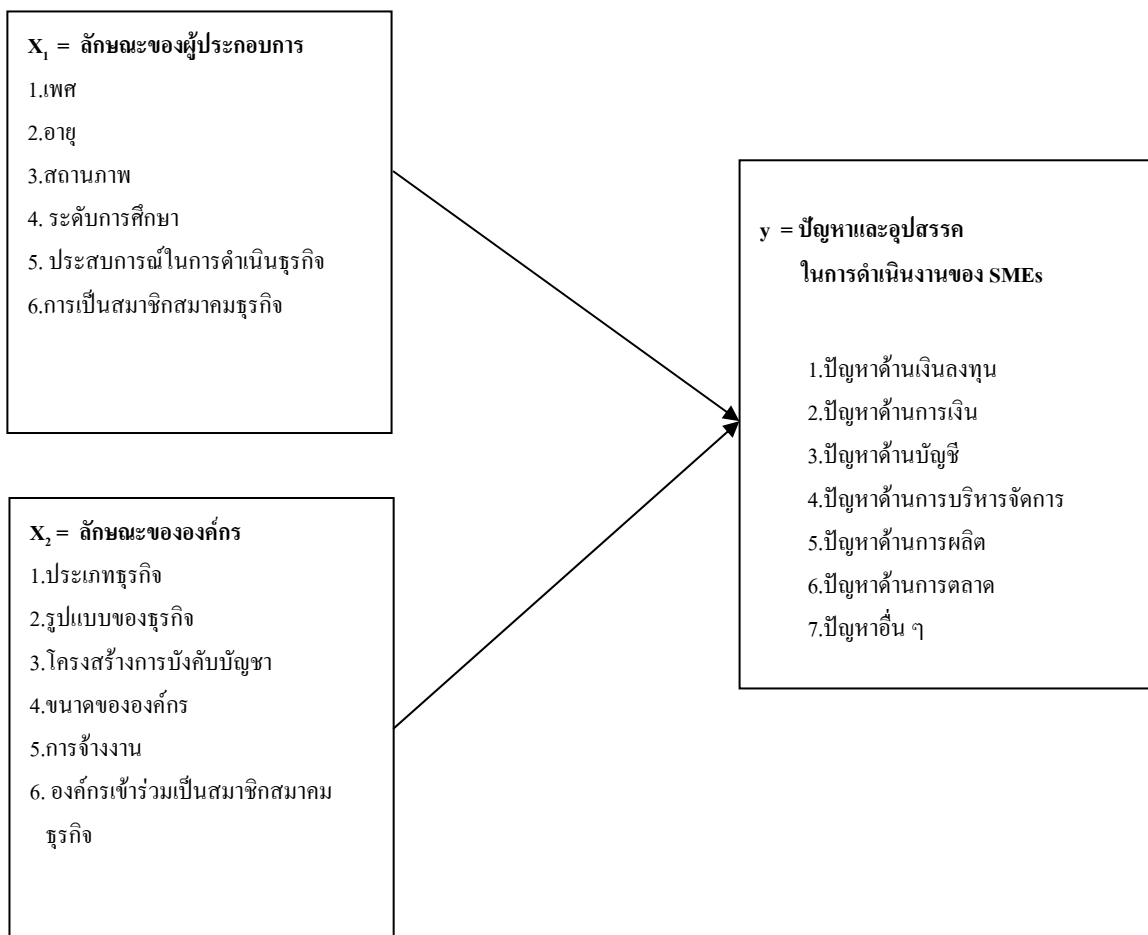 X₁ = ลักษณะของผู้ประกอบการ
1.เพศ
2.อายุ
3.สถานภาพ
4. ระดับการศึกษา
5. ประสบการณ์ในการดำเนินธุรกิจ
6.การเป็นสมาชิกสมาคมธุรกิจ
X₂ = ลักษณะขององค์กร
1.ประเภทธุรกิจ
2.รูปแบบของธุรกิจ
3.โครงสร้างการบังคับบัญชา
4.ขนาดขององค์กร
5.การจ้างงาน
6. องค์กรเข้าร่วมเป็นสมาชิกสมาคม
ธุรกิจ
y = ปัญหาและอุปสรรค
ในการดำเนินงานของ SMEs
1.ปัญหาด้านเงินลงทุน
2.ปัญหาด้านการเงิน
3.ปัญหาด้านบัญชี
4.ปัญหาด้านการบริหารจัดการ
5.ปัญหาด้านการผลิต
6.ปัญหาด้านการตลาด
7.ปัญหาอื่น ๆ